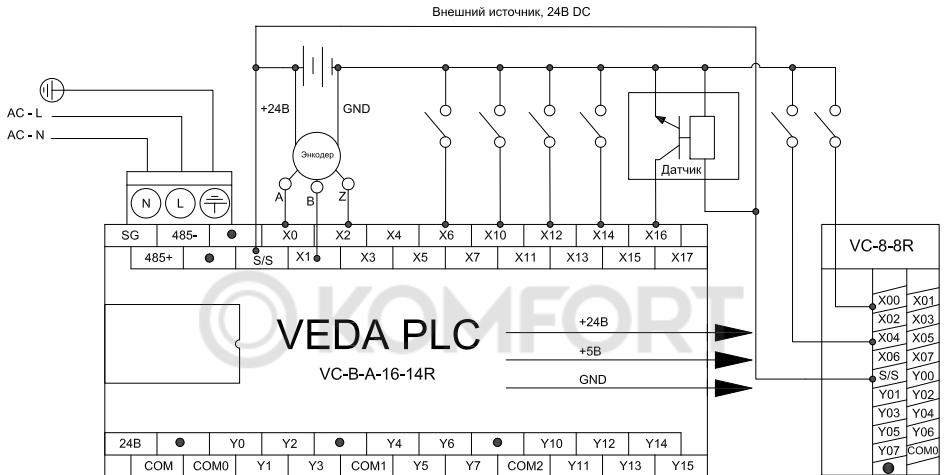 Внешний источник, 24В DC
+24В
GND
AC - L
AC - N
Энкодер
A
B
Z
Датчик
N
L
SG
485-
X0
X2
X4
X6
X10
X12
X14
X16
485+
S/S
X1
X3
X5
X7
X11
X13
X15
X17
KOMFORT
VEDA PLC
VC-B-A-16-14R
+24В
+5В
GND
VC-8-8R
X00 X01
X02 X03
X04 X05
X06 X07
S/S Y00
Y01 Y02
Y03 Y04
Y05 Y06
Y07 COM0
24В
Y0
Y2
Y4
Y6
Y10
Y12
Y14
COM
COM0
Y1
Y3
COM1
Y5
Y7
COM2
Y11
Y13
Y15